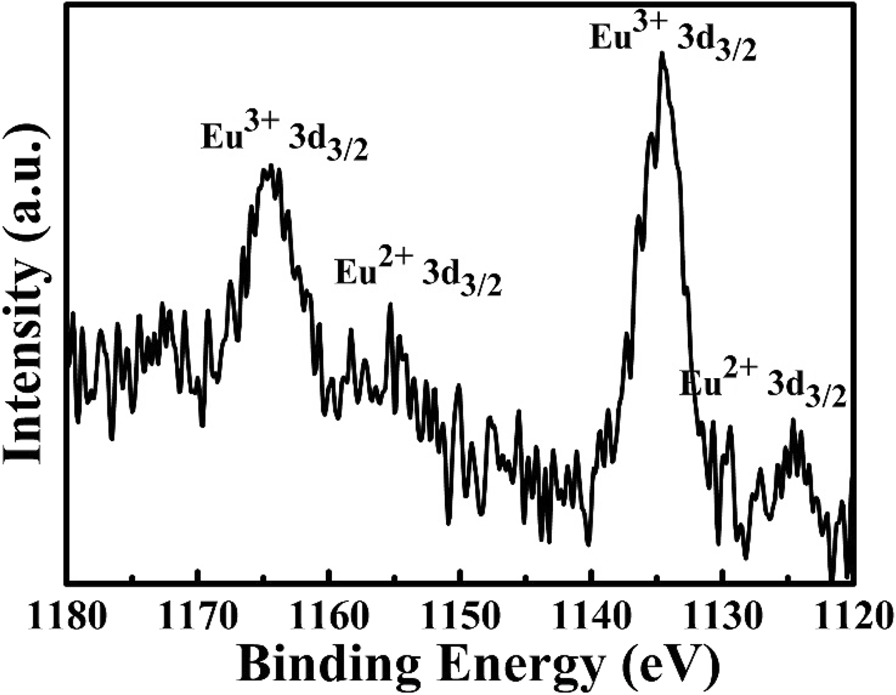 Eu3+ 3d3/2
Eu3+ 3d3/2
Eu2+ 3d3/2
Eu2+ 3d3/2
Intensity (a.u.)
1180 1170 1160 1150 1140 1130 1120
Binding Energy (eV)